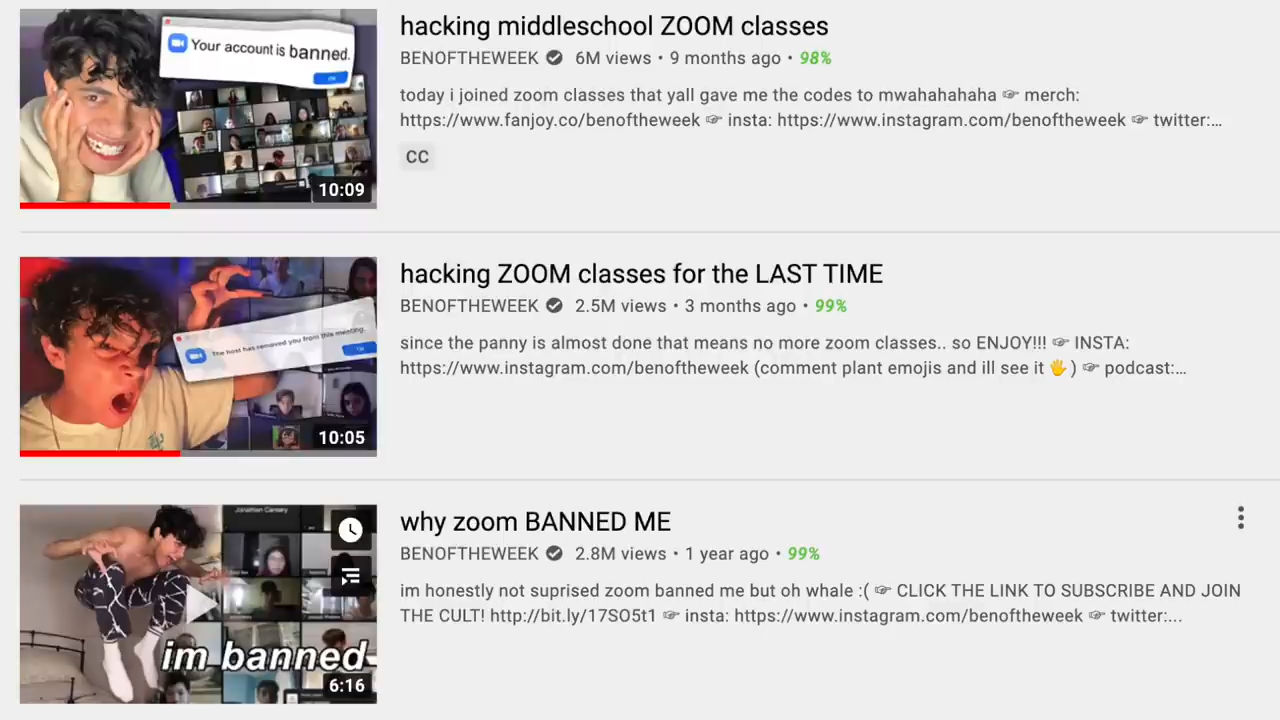 Your account is banned.
10:09
hacking middleschool ZOOM classes
BENOFTHEWEEK 6M views • 9 months ago • 98%
today i joined zoom classes that yall gave me the codes to mwahahahaha ☞ merch:
https://www.fanjoy.co/benoftheweek ☞ insta: https://www.instagram.com/benoftheweek ☞ twitter:...
CC
The host has removed you from this meeting.
10:05
hacking ZOOM classes for the LAST TIME
BENOFTHEWEEK 2.5M views • 3 months ago • 99%
since the panny is almost done that means no more zoom classes.. so ENJOY!!! ☞ INSTA:
https://www.instagram.com/benoftheweek (comment plant emojis and ill see it 🖐) ☞ podcast:...
im banned
6:16
why zoom BANNED ME
BENOFTHEWEEK 2.8M views • 1 year ago • 99%
im honestly not suprised zoom banned me but oh whale :( ☞ CLICK THE LINK TO SUBSCRIBE AND JOIN
THE CULT! http://bit.ly/17SO5t1 ☞ insta: https://www.instagram.com/benoftheweek ☞ twitter:...